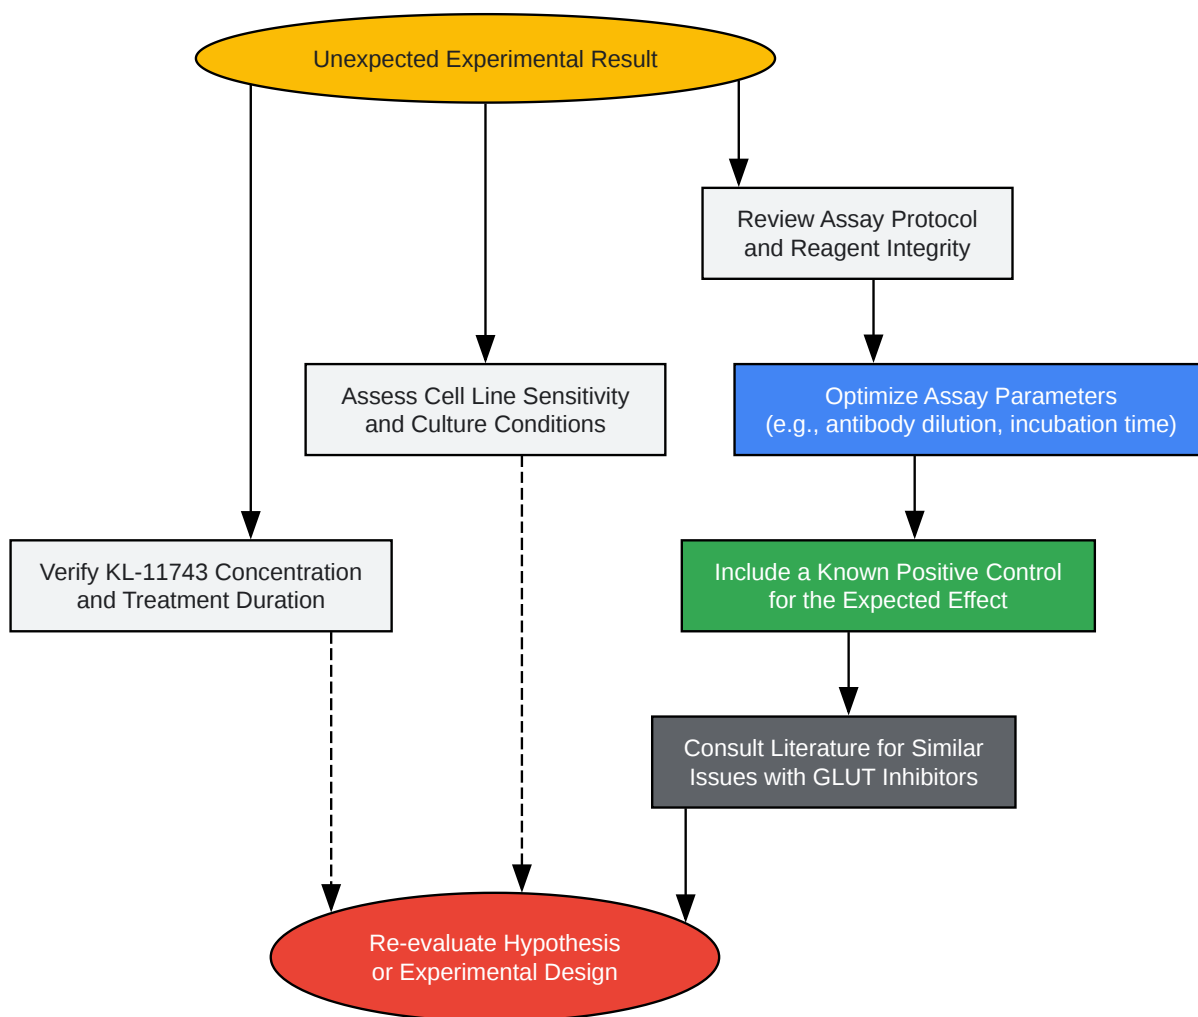 Unexpected Experimental Result
Review Assay Protocol
and Reagent Integrity
Assess Cell Line Sensitivity
and Culture Conditions
Optimize Assay Parameters
(e.g., antibody dilution, incubation time)
Verify KL-11743 Concentration
and Treatment Duration
Include a Known Positive Control
for the Expected Effect
Consult Literature for Similar
Issues with GLUT Inhibitors
Re-evaluate Hypothesis
or Experimental Design